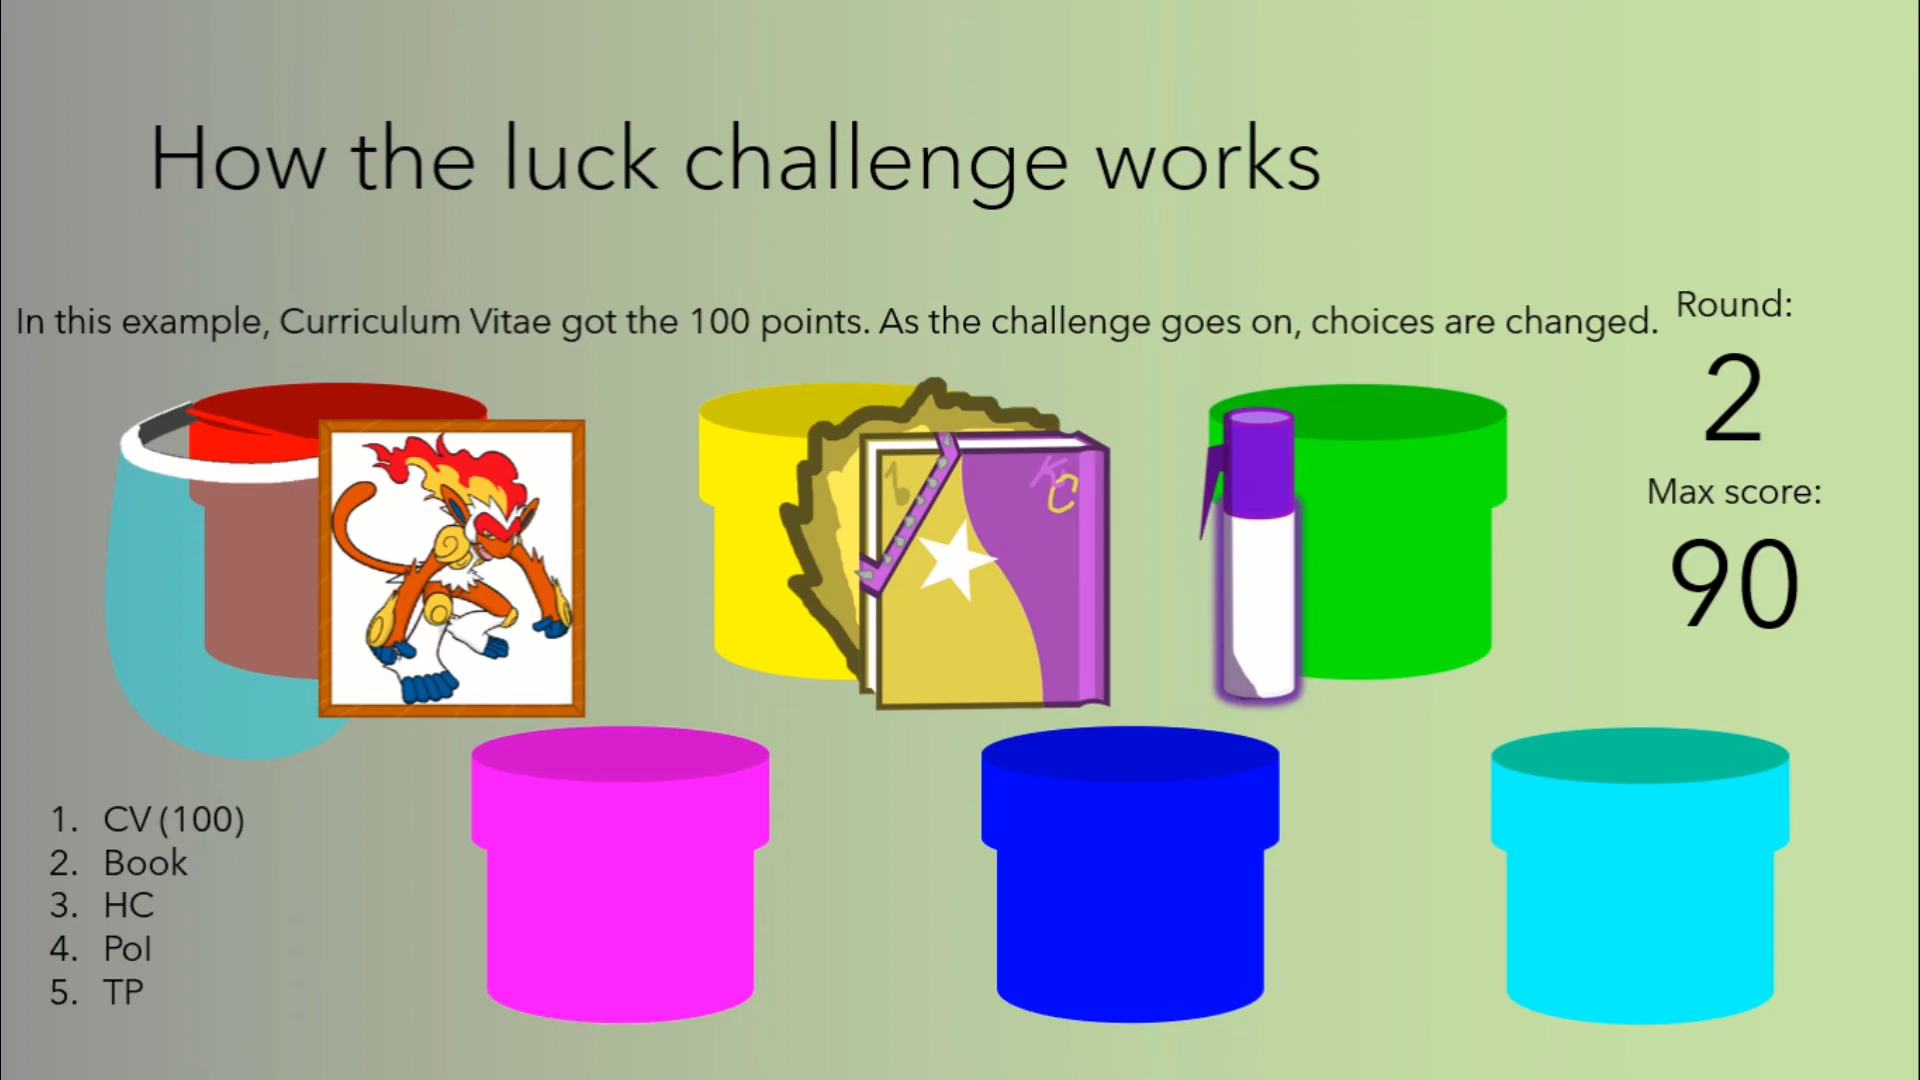 How the luck challenge works
In this example, Curriculum Vitae got the 100 points. As the challenge goes on, choices are changed.
Round:
2
Max score:
90
KC
1. CV (100)
2. Book
3. HC
4. Pol
5. TP